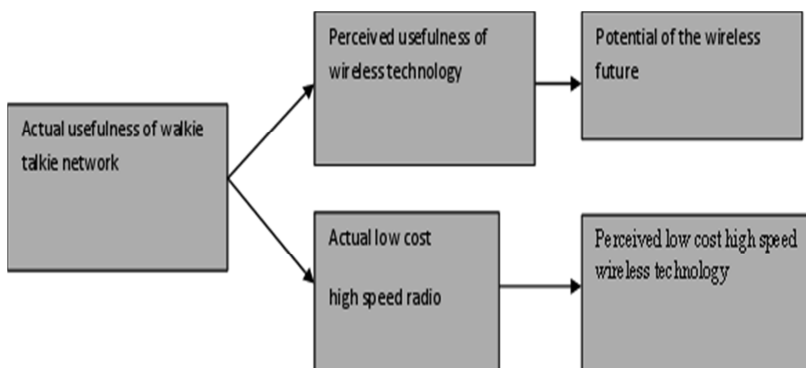 Perceived usefulness of
wireless technology
Potential of the wireless
future
Actual usefulness of walkie
talkie network
Actual low cost
high speed radio
Perceived low cost high speed
wireless technology